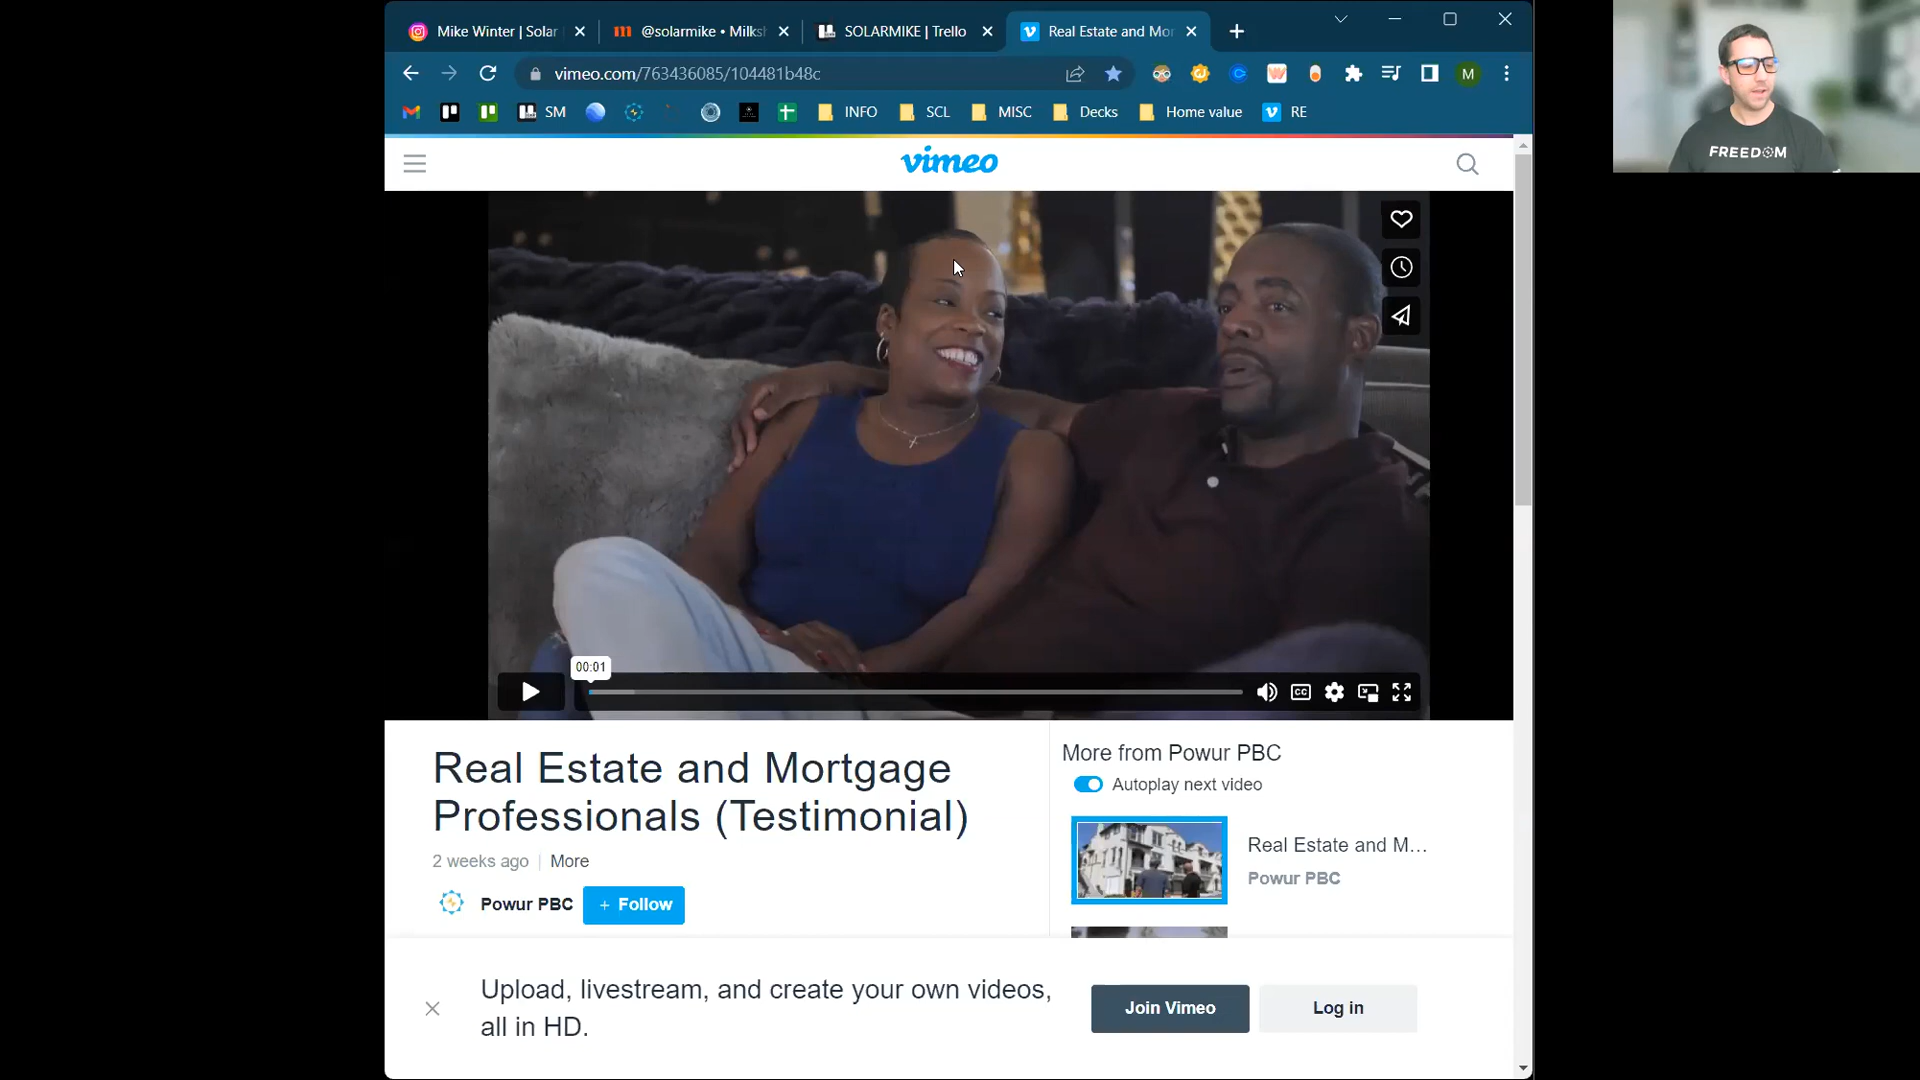 Mike Winter | Solar
@solarmike • Milksh
SOLARMIKE | Trello
Real Estate and Mor
vimeo.com/763436085/104481b48c
M
SM
INFO
SCL
MISC
Decks
Home value
RE
vimeo
FREEDOM
00:01
CC
Real Estate and Mortgage
Professionals (Testimonial)
2 weeks ago | More
Powur PBC
+ Follow
More from Powur PBC
Autoplay next video
Real Estate and M...
Powur PBC
Upload, livestream, and create your own videos,
all in HD.
Join Vimeo
Log in